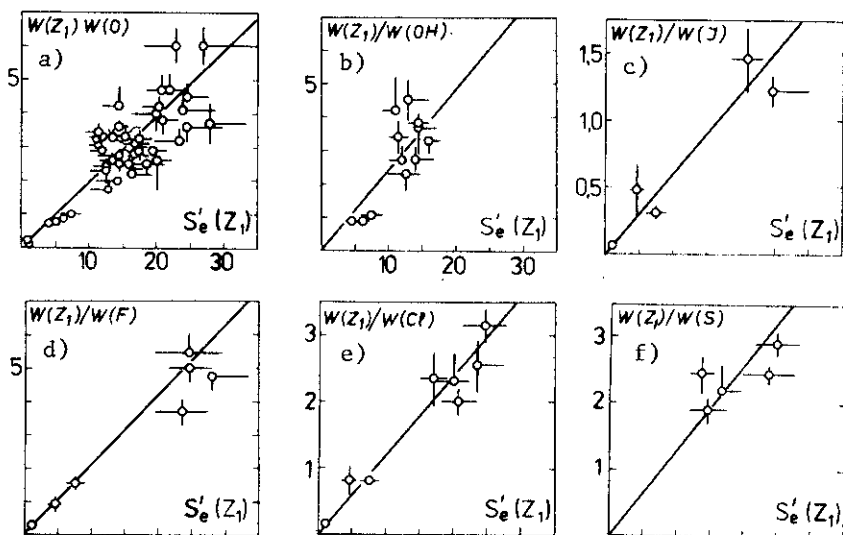 W(Z₁) W(O)
a)
5
S'ₑ(Z₁)
10 20 30
W(Z₁)/W(OH)
b)
5
S'ₑ(Z₁)
0 10 20 30
W(Z₁)/W(J)
c)
1,5
1,0
0,5
S'ₑ(Z₁)
W(Z₁)/W(F)
d)
5
S'ₑ(Z₁)
W(Z₁)/W(Cl)
e)
3
2
1
S'ₑ(Z₁)
W(Z₁)/W(S)
f)
3
2
1
S'ₑ(Z₁)